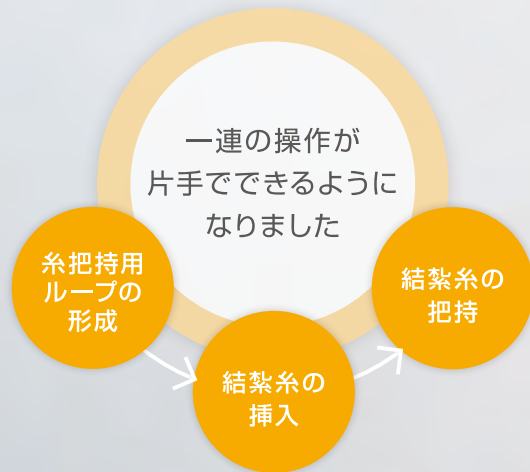 一連の操作が
片手でできるように
なりました
糸把持用
ループの
形成
結紮糸の
挿入
結紮糸の
把持